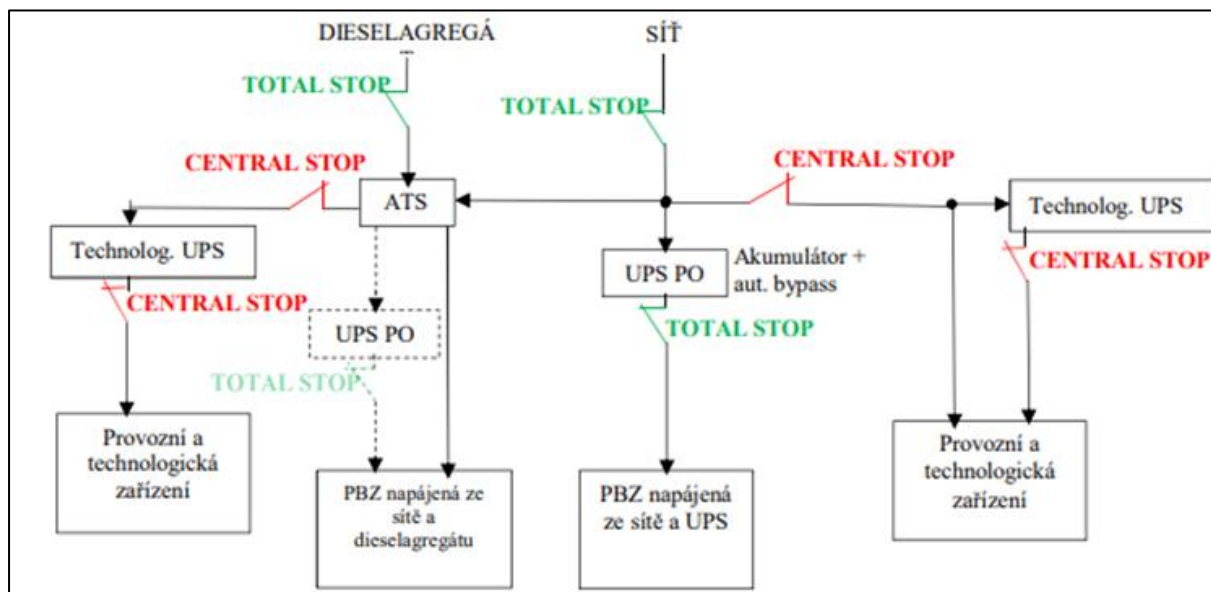 DIESELAGREGÁ
SÍŤ
TOTAL STOP
TOTAL STOP
CENTRAL STOP
CENTRAL STOP
ATS
Technolog. UPS
Technolog. UPS
UPS PO
Akumulátor +
aut. bypass
CENTRAL STOP
CENTRAL STOP
UPS PO
TOTAL STOP
TOTAL STOP
Provozní a
technologická
zařízení
PBZ napájená ze
sítě a
dieselagregátu
PBZ napájená
ze sítě a UPS
Provozní a
technologická
zařízení